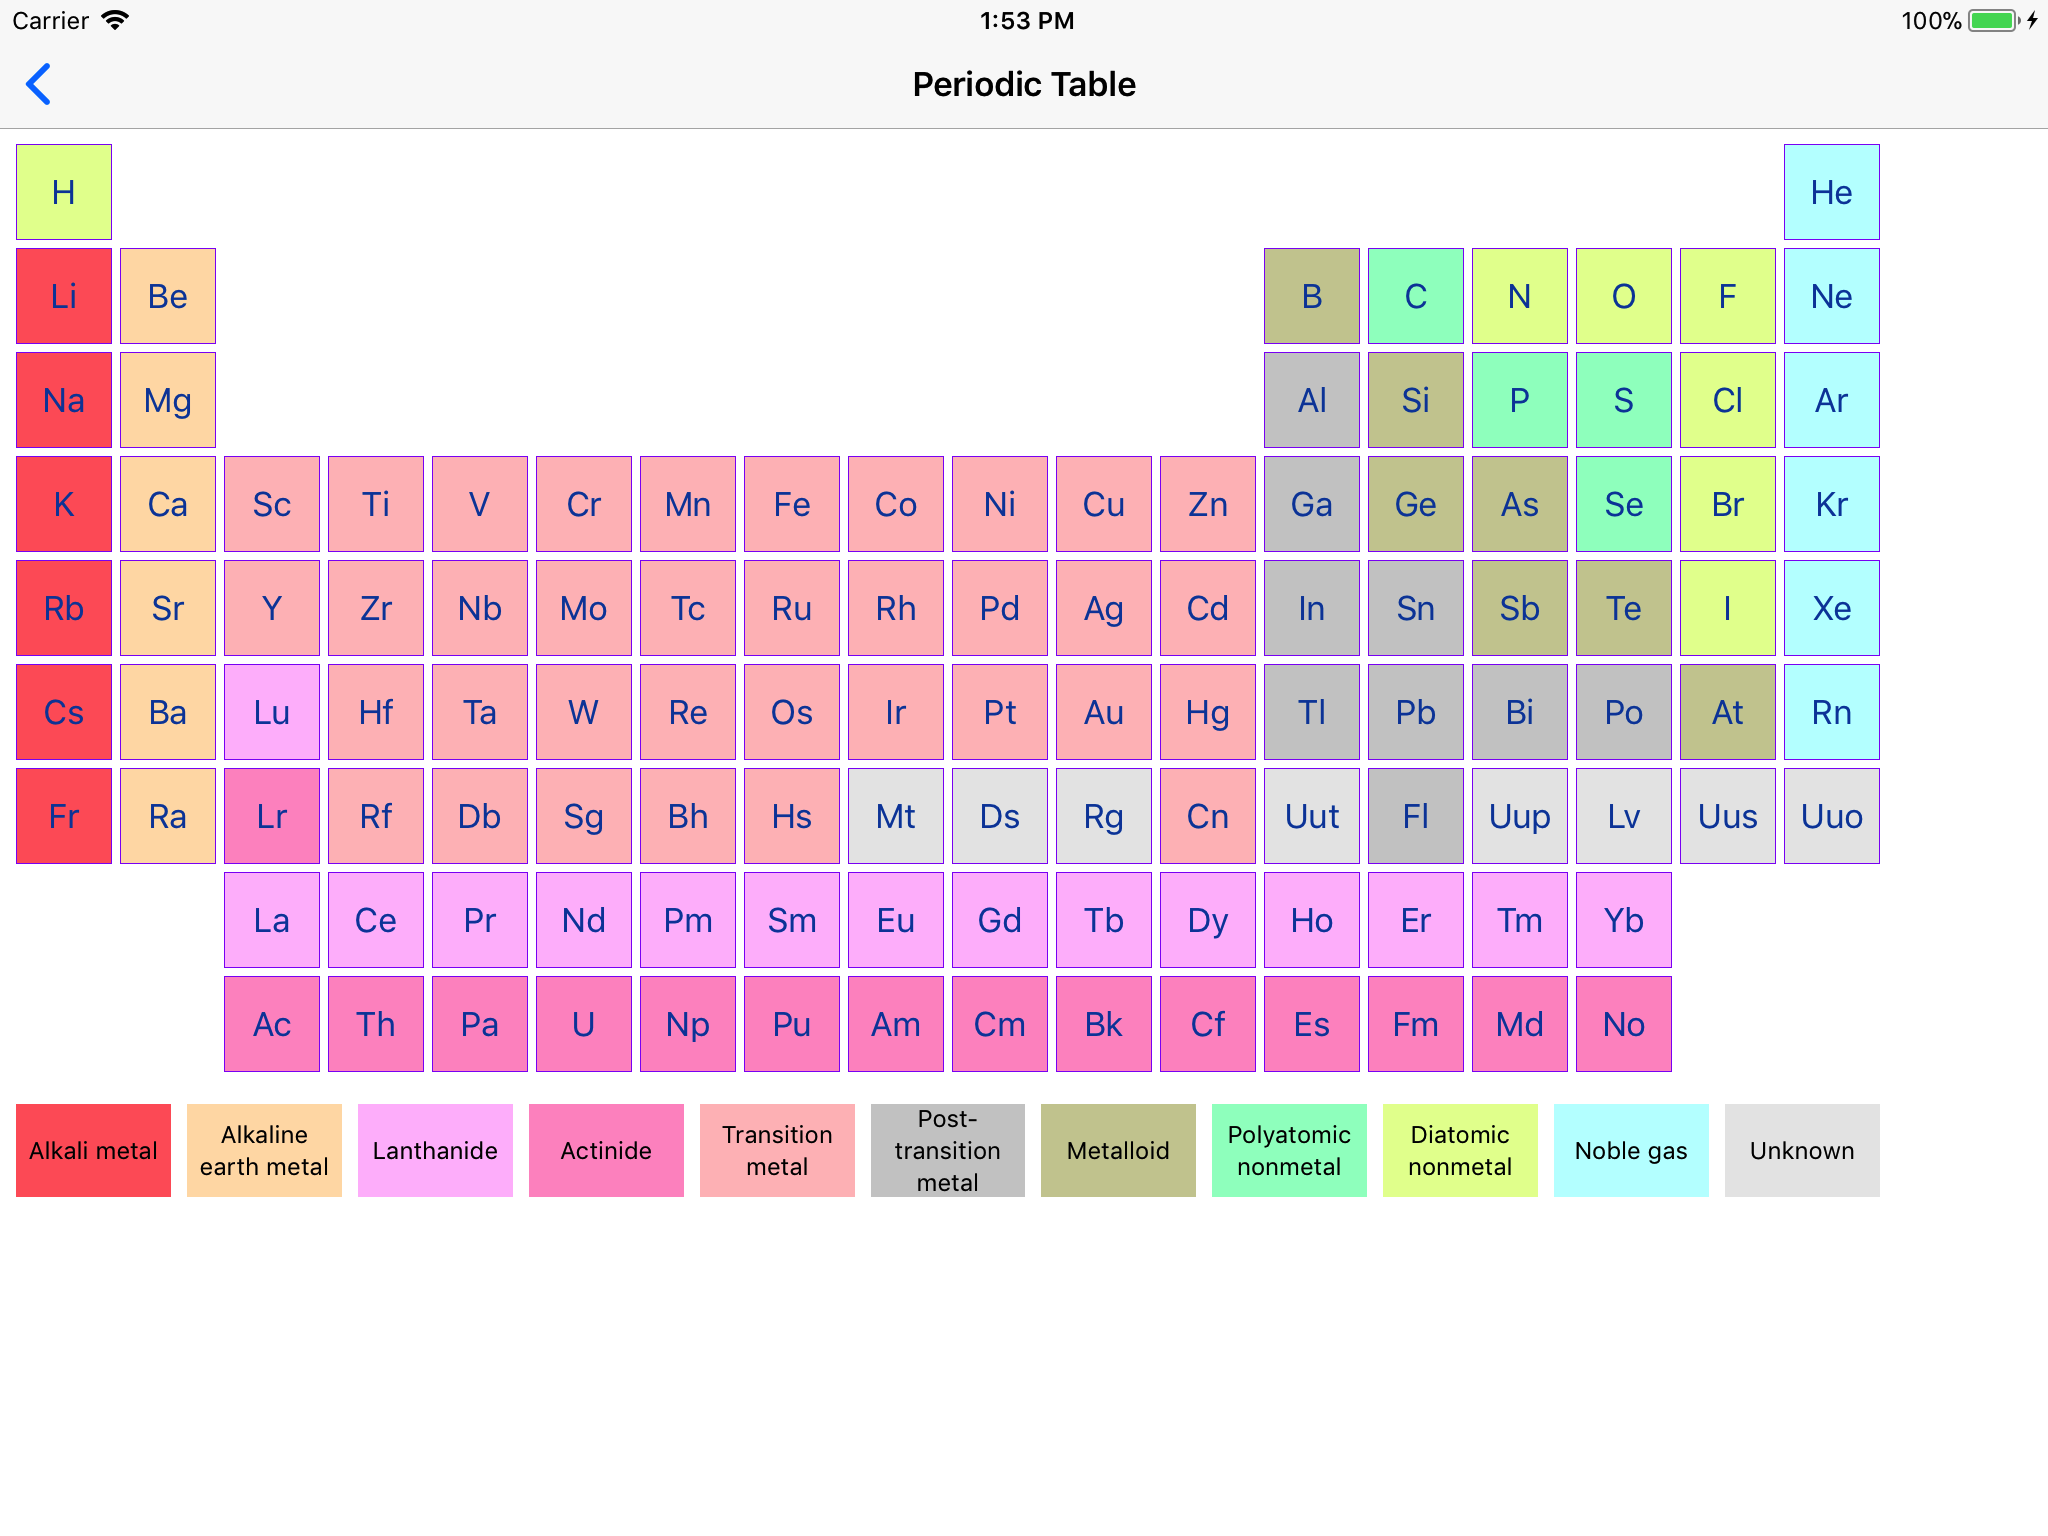 Carrier 1:53 PM 100%
Periodic Table
H He
Li Be B C N O F Ne
Na Mg Al Si P S Cl Ar
K Ca Sc Ti V Cr Mn Fe Co Ni Cu Zn Ga Ge As Se Br Kr
Rb Sr Y Zr Nb Mo Tc Ru Rh Pd Ag Cd In Sn Sb Te I Xe
Cs Ba Lu Hf Ta W Re Os Ir Pt Au Hg Tl Pb Bi Po At Rn
Fr Ra Lr Rf Db Sg Bh Hs Mt Ds Rg Cn Uut Fl Uup Lv Uus Uuo
La Ce Pr Nd Pm Sm Eu Gd Tb Dy Ho Er Tm Yb
Ac Th Pa U Np Pu Am Cm Bk Cf Es Fm Md No
Alkali metal
Alkaline
earth metal
Lanthanide
Actinide
Transition
metal
Post-
transition
metal
Metalloid
Polyatomic
nonmetal
Diatomic
nonmetal
Noble gas
Unknown